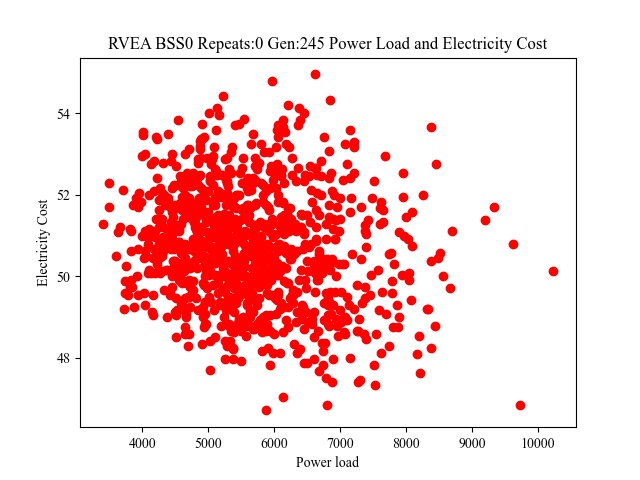 RVEA BSS0 Repeats:0 Gen:245 Power Load and Electricity Cost
Electricity Cost
54
52
50
48
4000 5000 6000 7000 8000 9000 10000
Power load